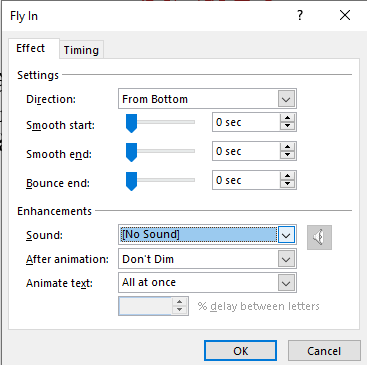 Fly In
Effect Timing
Settings
Direction: From Bottom
Smooth start: 0 sec
Smooth end: 0 sec
Bounce end: 0 sec
Enhancements
Sound: [No Sound]
After animation: Don't Dim
Animate text: All at once
% delay between letters
OK Cancel